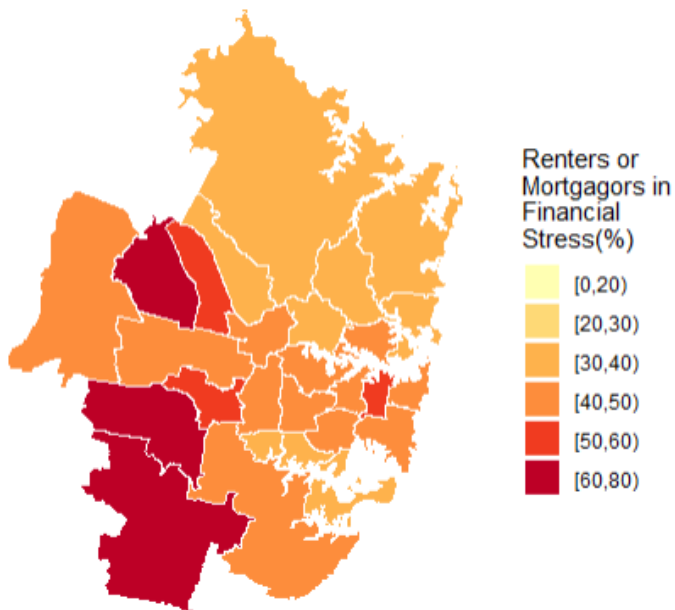 Renters or
Mortgagors in
Financial
Stress(%)
[0,20)
[20,30)
[30,40)
[40,50)
[50,60)
[60,80)